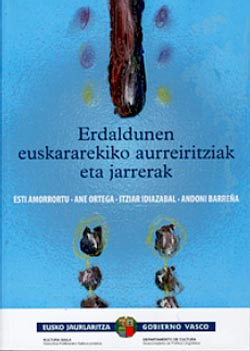 Erdaldunen
euskararekiko aurreiritziak
eta jarrerak
ESTI AMORRORTU - ANE ORTEGA - ITZIAR IDIAZABAL - ANDONI BARREÑA
EUSKO JAURLARITZA
GOBIERNO VASCO
KULTURA SAILA
DEPARTAMENTO DE CULTURA